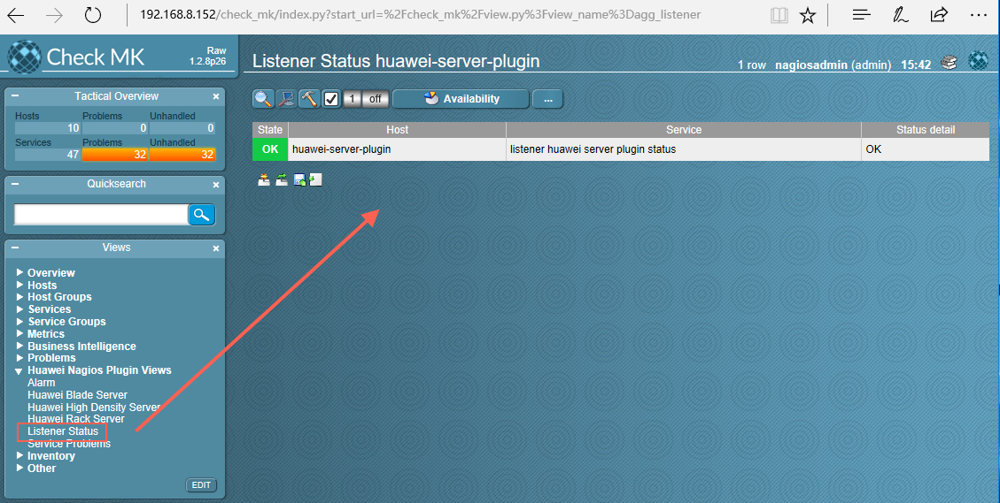 192.168.8.152/check_mk/index.py?start_url=%2Fcheck_mk%2Fview.py%3Fview_name%3Dagg_listener
Check MK
Raw
1.2.8p26
Listener Status huawei-server-plugin
1 row nagiosadmin (admin) 15:42
Tactical Overview
Hosts Problems Unhandled
10 0 0
Services Problems Unhandled
47 32 32
Quicksearch
Views
Overview
Hosts
Host Groups
Services
Service Groups
Metrics
Business Intelligence
Problems
Huawei Nagios Plugin Views
Alarm
Huawei Blade Server
Huawei High Density Server
Huawei Rack Server
Listener Status
Service Problems
Inventory
Other
EDIT
1 off Availability ...
State Host Service Status detail
OK huawei-server-plugin listener huawei server plugin status OK